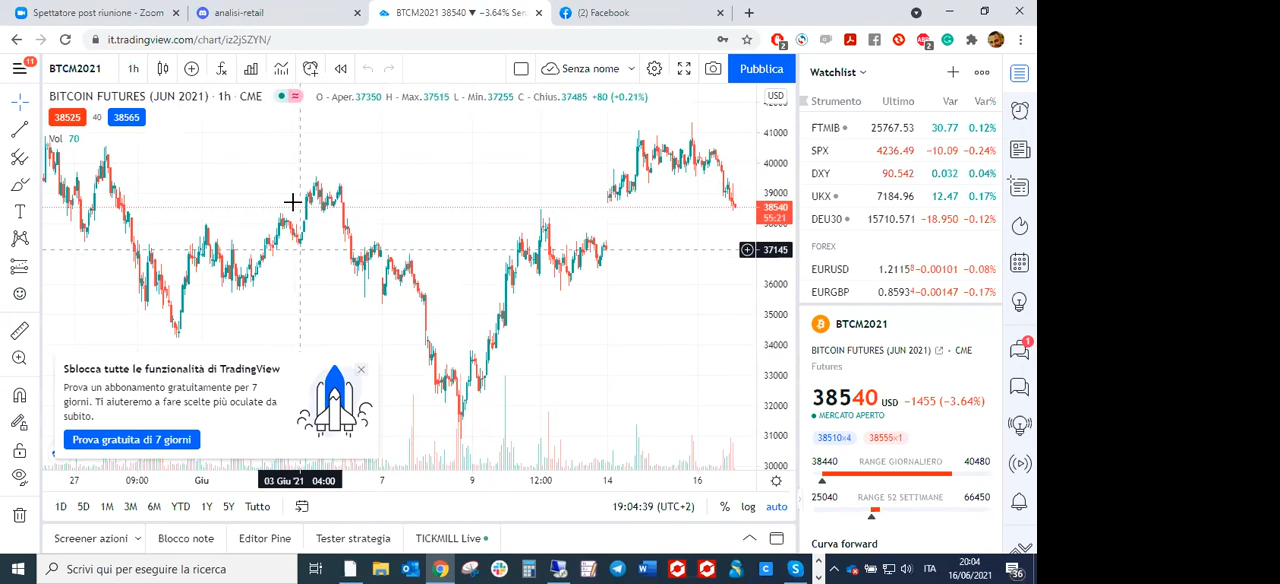 Spettatore post riunione - Zoom
analisi-retail
BTCM2021 38540 ▼ −3.64% Sen
(2) Facebook
it.tradingview.com/chart/iz2jSZYN/
11
BTCM2021
1h
Senza nome
Pubblica
BITCOIN FUTURES (JUN 2021) · 1h · CME
O - Aper.37350 H - Max.37515 L - Min.37255 C - Chius.37485 +80 (+0.21%)
USD
38525
40
38565
Vol 70
41000
40000
39000
38540
55:21
37145
36000
35000
34000
33000
32000
31000
30000
Sblocca tutte le funzionalità di TradingView
Prova un abbonamento gratuitamente per 7
giorni. Ti aiuteremo a fare scelte più oculate da
subito.
Prova gratuita di 7 giorni
27
09:00
Giu
03 Giu '21 04:00
7
9
12:00
14
16
1D 5D 1M 3M 6M YTD 1Y 5Y Tutto
19:04:39 (UTC+2)
% log auto
Screener azioni
Blocco note
Editor Pine
Tester strategia
TICKMILL Live
Watchlist
Strumento Ultimo Var Var%
FTMIB 25767.53 30.77 0.12%
SPX 4236.49 −10.09 −0.24%
DXY 90.542 0.032 0.04%
UKX 7184.96 12.47 0.17%
DEU30 15710.571 −18.950 −0.12%
FOREX
EURUSD 1.2115⁸ −0.00101 −0.08%
EURGBP 0.8593⁴ −0.00147 −0.17%
BTCM2021
BITCOIN FUTURES (JUN 2021) • CME
Futures
38540 USD −1455 (−3.64%)
MERCATO APERTO
38510×4
38555×1
38440 RANGE GIORNALIERO 40480
25040 RANGE 52 SETTIMANE 66450
Curva forward
1
Scrivi qui per eseguire la ricerca
ITA
20:04
16/06/2021
36